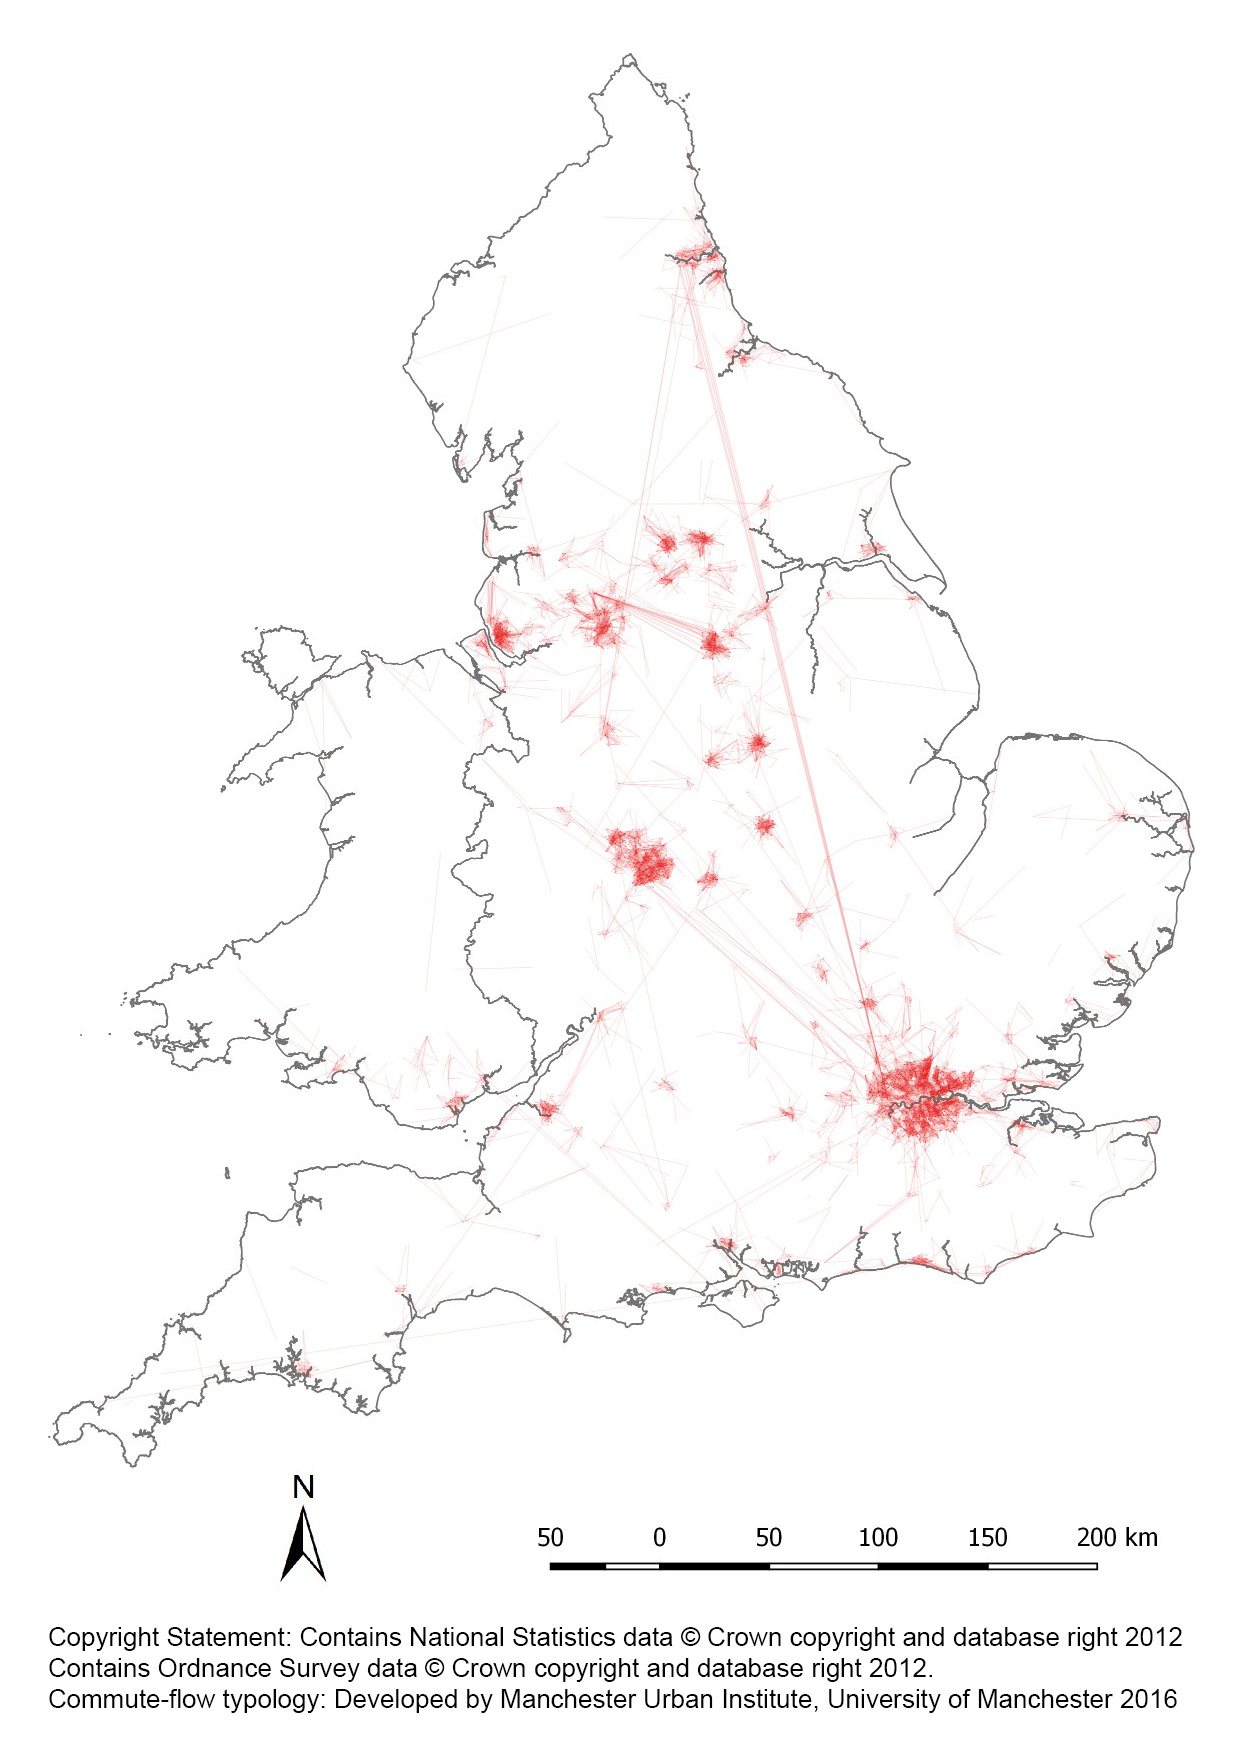 N
50 0 50 100 150 200 km
Copyright Statement: Contains National Statistics data © Crown copyright and database right 2012
Contains Ordnance Survey data © Crown copyright and database right 2012.
Commute-flow typology: Developed by Manchester Urban Institute, University of Manchester 2016